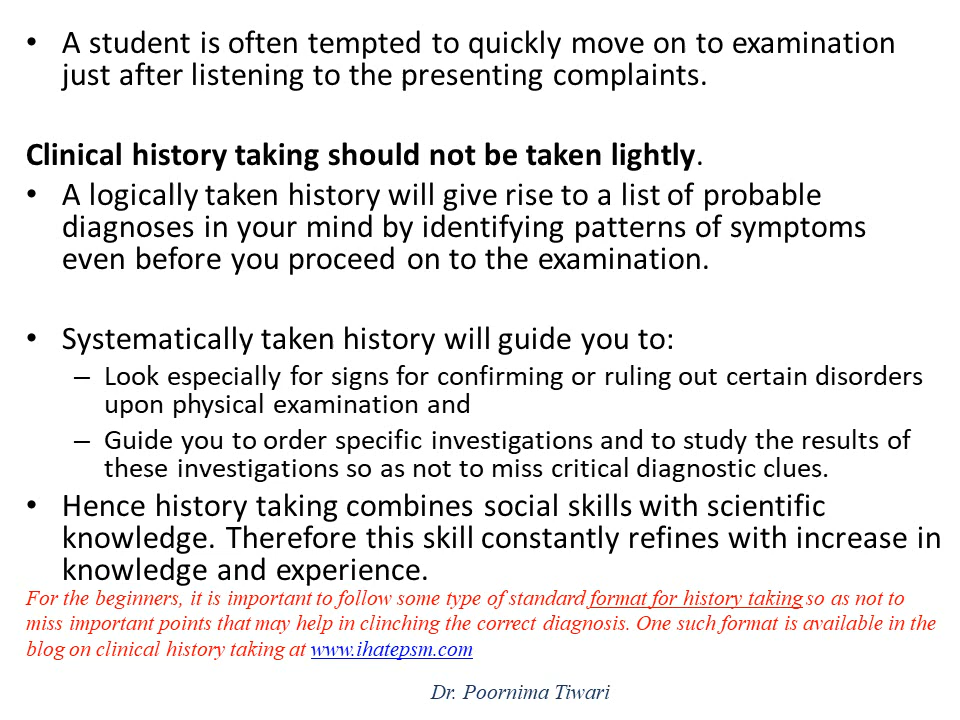 • A student is often tempted to quickly move on to examination
just after listening to the presenting complaints.
Clinical history taking should not be taken lightly.
• A logically taken history will give rise to a list of probable
diagnoses in your mind by identifying patterns of symptoms
even before you proceed on to the examination.
• Systematically taken history will guide you to:
– Look especially for signs for confirming or ruling out certain disorders
upon physical examination and
– Guide you to order specific investigations and to study the results of
these investigations so as not to miss critical diagnostic clues.
• Hence history taking combines social skills with scientific
knowledge. Therefore this skill constantly refines with increase in
knowledge and experience.
For the beginners, it is important to follow some type of standard format for history taking so as not to
miss important points that may help in clinching the correct diagnosis. One such format is available in the
blog on clinical history taking at www.ihatepsm.com
Dr. Poornima Tiwari